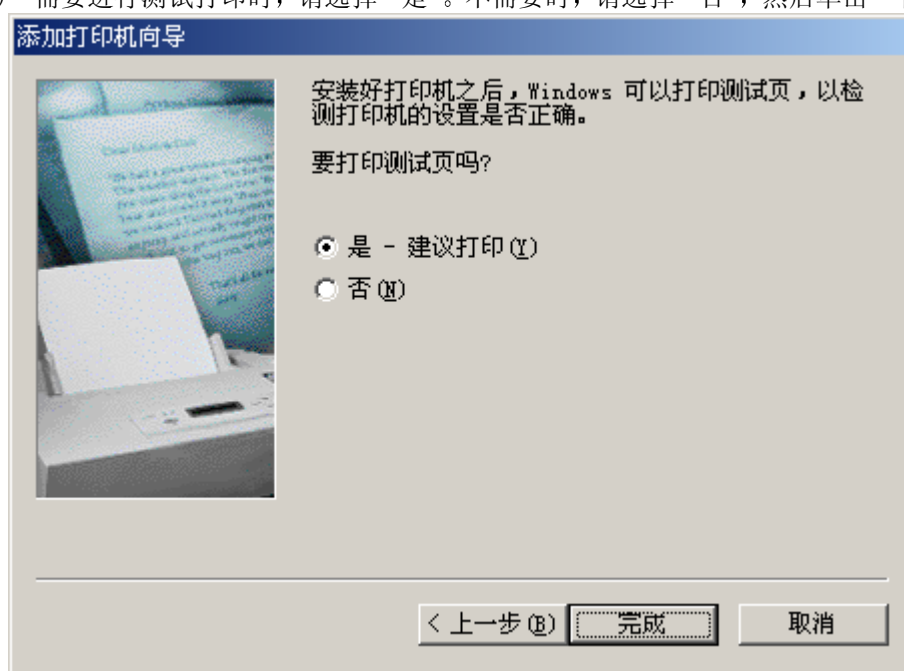 需要进行测试打印时，请选择“是”。不需要时，请选择“否”，然后单击“
添加打印机向导
安装好打印机之后，Windows 可以打印测试页，以检
测打印机的设置是否正确。
要打印测试页吗?
是 - 建议打印(Y)
否(N)
< 上一步(B)
完成
取消